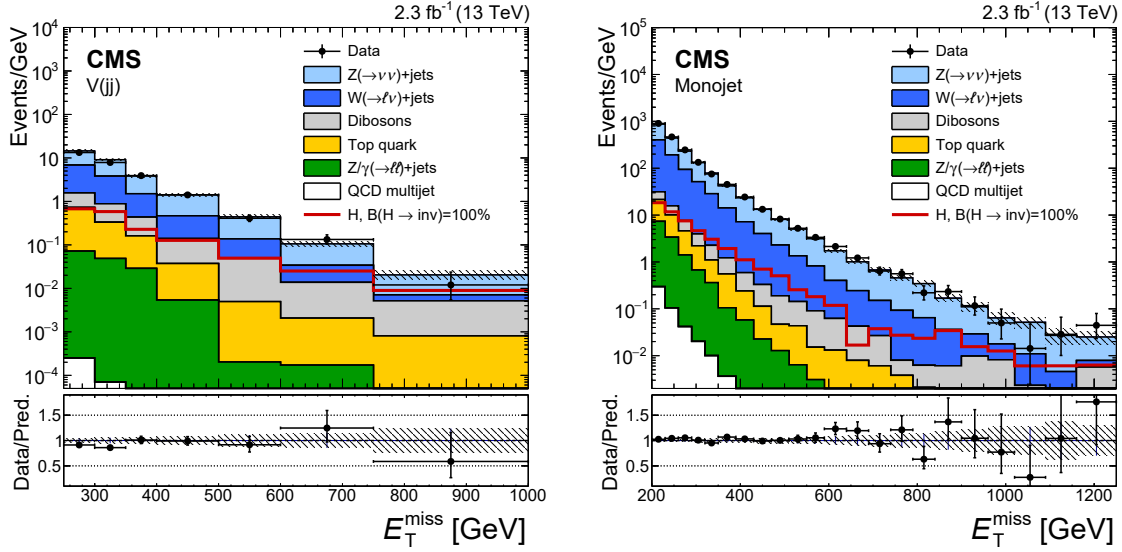 2.3 fb⁻¹ (13 TeV)
CMS
V(jj)
Data
Z(→νν)+jets
W(→ℓν)+jets
Dibosons
Top quark
Z/γ(→ℓℓ)+jets
QCD multijet
H, B(H → inv)=100%
Events/GeV
10⁴
10³
10²
10
1
10⁻¹
10⁻²
10⁻³
10⁻⁴
Data/Pred.
1.5
1
0.5
300 400 500 600 700 800 900 1000
E_T^miss [GeV]
2.3 fb⁻¹ (13 TeV)
CMS
Monojet
Data
Z(→νν)+jets
W(→ℓν)+jets
Dibosons
Top quark
Z/γ(→ℓℓ)+jets
QCD multijet
H, B(H → inv)=100%
Events/GeV
10⁵
10⁴
10³
10²
10
1
10⁻¹
10⁻²
Data/Pred.
1.5
1
0.5
200 400 600 800 1000 1200
E_T^miss [GeV]